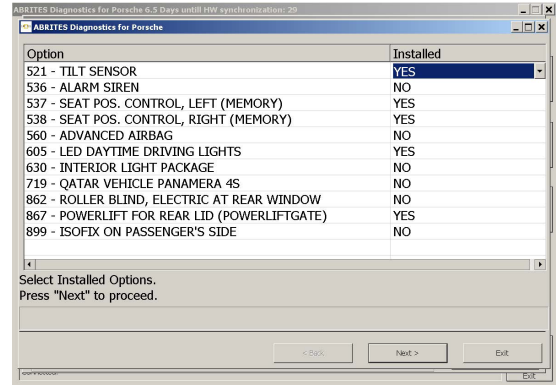 ABRITES Diagnostics for Porsche 6.5 Days untill HW synchronization: 29
ABRITES Diagnostics for Porsche
Option Installed
521 - TILT SENSOR YES
536 - ALARM SIREN NO
537 - SEAT POS. CONTROL, LEFT (MEMORY) YES
538 - SEAT POS. CONTROL, RIGHT (MEMORY) YES
560 - ADVANCED AIRBAG NO
605 - LED DAYTIME DRIVING LIGHTS YES
630 - INTERIOR LIGHT PACKAGE NO
719 - QATAR VEHICLE PANAMERA 4S NO
862 - ROLLER BLIND, ELECTRIC AT REAR WINDOW NO
867 - POWERLIFT FOR REAR LID (POWERLIFTGATE) YES
899 - ISOFIX ON PASSENGER'S SIDE NO
Select Installed Options.
Press "Next" to proceed.
< Back Next > Exit
Exit